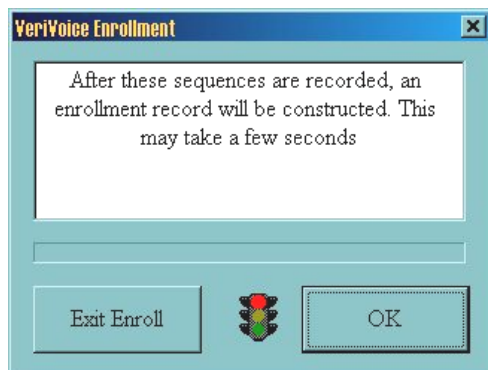 VeriVoice Enrollment
After these sequences are recorded, an
enrollment record will be constructed. This
may take a few seconds
Exit Enroll
OK